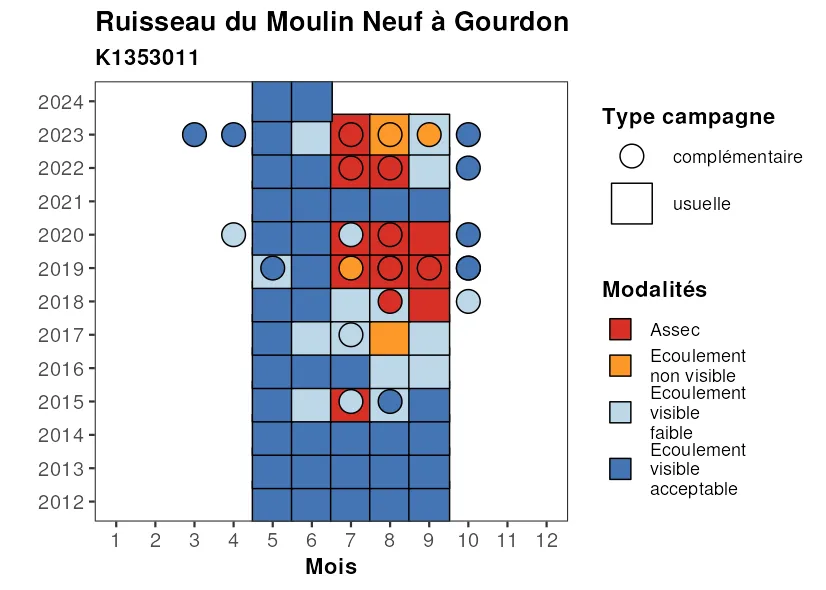 Ruisseau du Moulin Neuf à Gourdon
K1353011
2024
2023
2022
2021
2020
2019
2018
2017
2016
2015
2014
2013
2012
1 2 3 4 5 6 7 8 9 10 11 12
Mois
Type campagne
complémentaire
usuelle
Modalités
Assec
Ecoulement
non visible
Ecoulement
visible
faible
Ecoulement
visible
acceptable